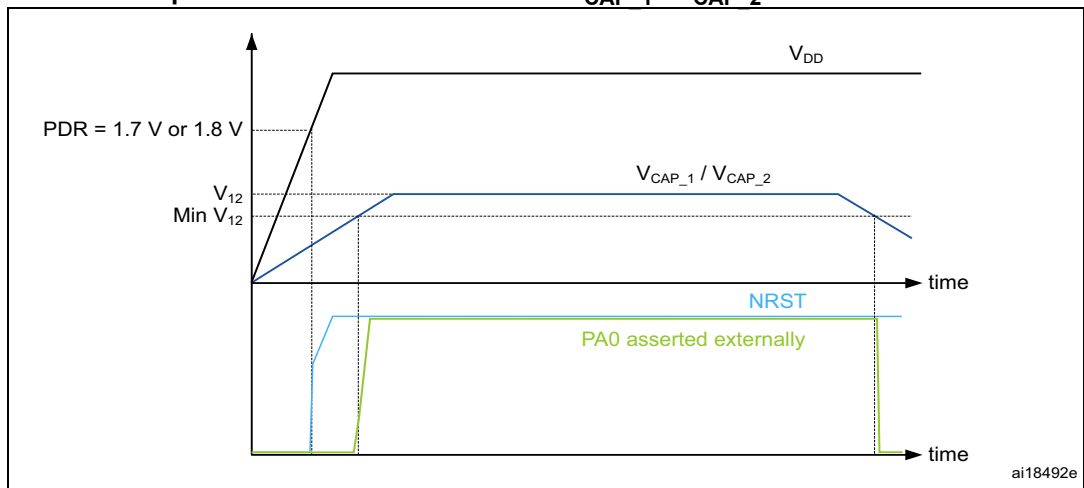 V_DD
PDR = 1.7 V or 1.8 V
V_CAP_1 / V_CAP_2
V_12
Min V_12
time
NRST
PA0 asserted externally
time
ai18492e